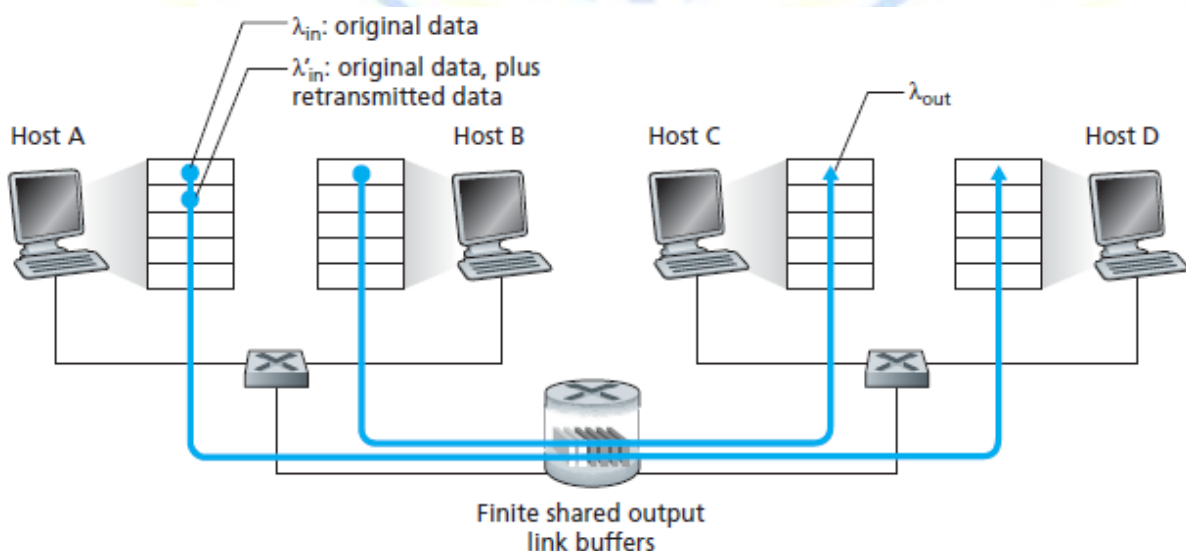 λin: original data
λ'in: original data, plus
retransmitted data
λout
Host A
Host B
Host C
Host D
Finite shared output
link buffers